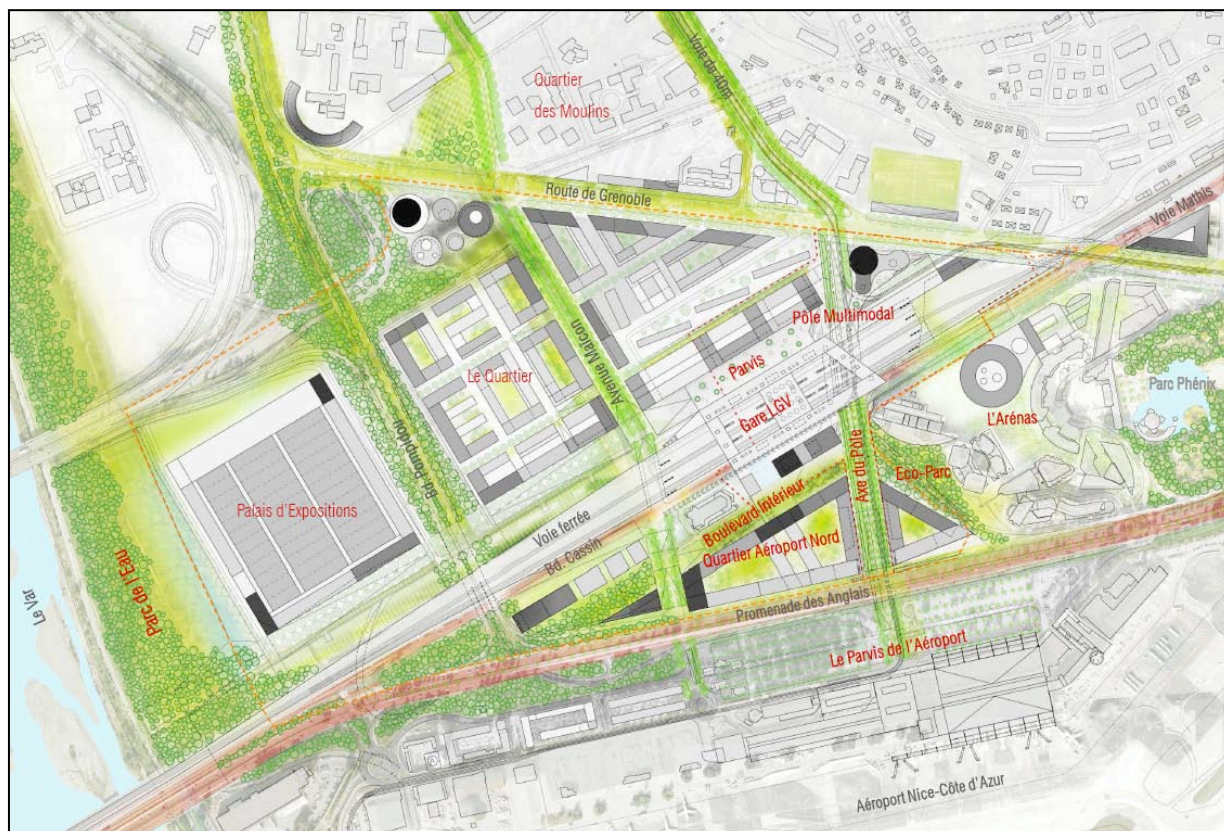 Voie de 40m
Quartier
des Moulins
Route de Grenoble
Voie Mathis
Pôle Multimodal
Parvis
Parc Phénix
Le Quartier
Avenue Maïcon
Gare LGV
L'Arénas
Bd. Pompidou
Axe du Pôle
Eco-Parc
Palais d'Expositions
Voie ferrée
Boulevard Intérieur
Bd. Cassin
Quartier Aéroport Nord
Parc de l'Eau
Le Var
Promenade des Anglais
Le Parvis de l'Aéroport
Aéroport Nice-Côte d'Azur